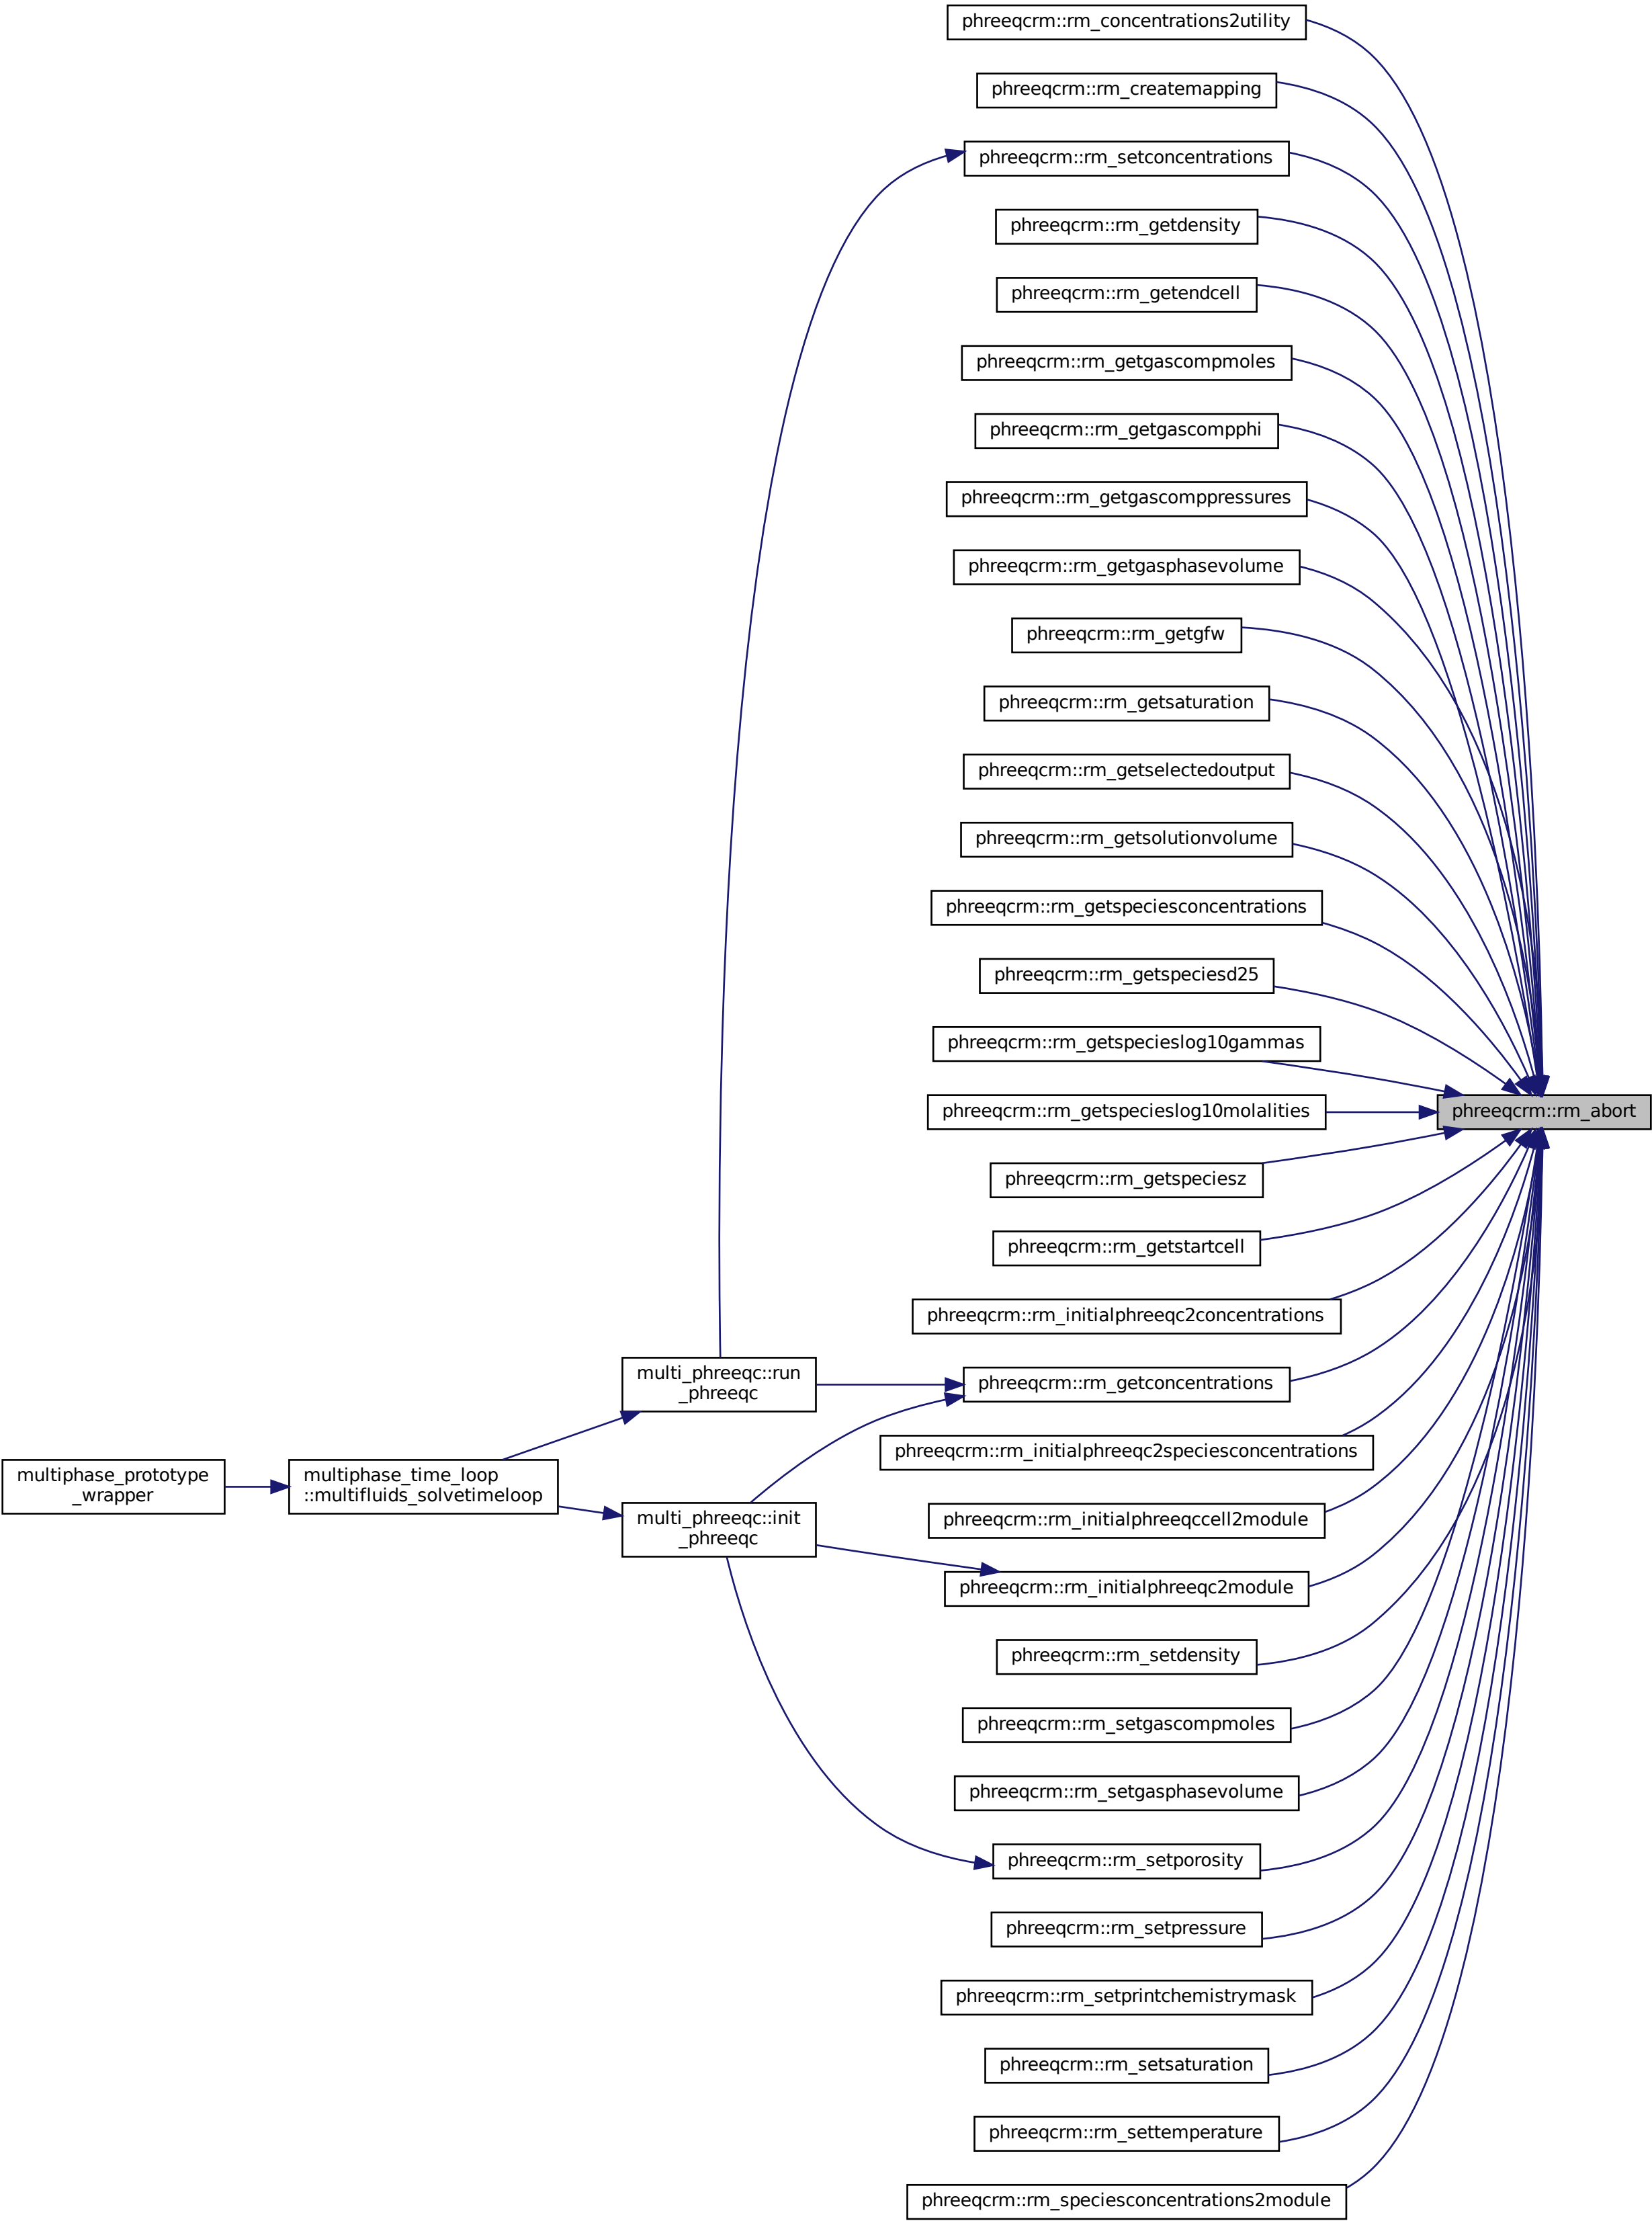 phreeqcrm::rm_concentrations2utility
phreeqcrm::rm_createmapping
phreeqcrm::rm_setconcentrations
phreeqcrm::rm_getdensity
phreeqcrm::rm_getendcell
phreeqcrm::rm_getgascompmoles
phreeqcrm::rm_getgascompphi
phreeqcrm::rm_getgascomppressures
phreeqcrm::rm_getgasphasevolume
phreeqcrm::rm_getgfw
phreeqcrm::rm_getsaturation
phreeqcrm::rm_getselectedoutput
phreeqcrm::rm_getsolutionvolume
phreeqcrm::rm_getspeciesconcentrations
phreeqcrm::rm_getspeciesd25
phreeqcrm::rm_getspecieslog10gammas
phreeqcrm::rm_getspecieslog10molalities
phreeqcrm::rm_abort
phreeqcrm::rm_getspeciesz
phreeqcrm::rm_getstartcell
phreeqcrm::rm_initialphreeqc2concentrations
multi_phreeqc::run
_phreeqc
phreeqcrm::rm_getconcentrations
phreeqcrm::rm_initialphreeqc2speciesconcentrations
multiphase_prototype
_wrapper
multiphase_time_loop
::multifluids_solvetimeloop
multi_phreeqc::init
_phreeqc
phreeqcrm::rm_initialphreeqccell2module
phreeqcrm::rm_initialphreeqc2module
phreeqcrm::rm_setdensity
phreeqcrm::rm_setgascompmoles
phreeqcrm::rm_setgasphasevolume
phreeqcrm::rm_setporosity
phreeqcrm::rm_setpressure
phreeqcrm::rm_setprintchemistrymask
phreeqcrm::rm_setsaturation
phreeqcrm::rm_settemperature
phreeqcrm::rm_speciesconcentrations2module